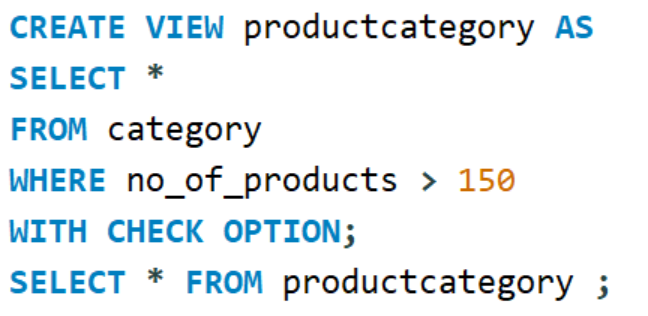 CREATE VIEW productcategory AS
SELECT *
FROM category
WHERE no_of_products > 150
WITH CHECK OPTION;
SELECT * FROM productcategory ;